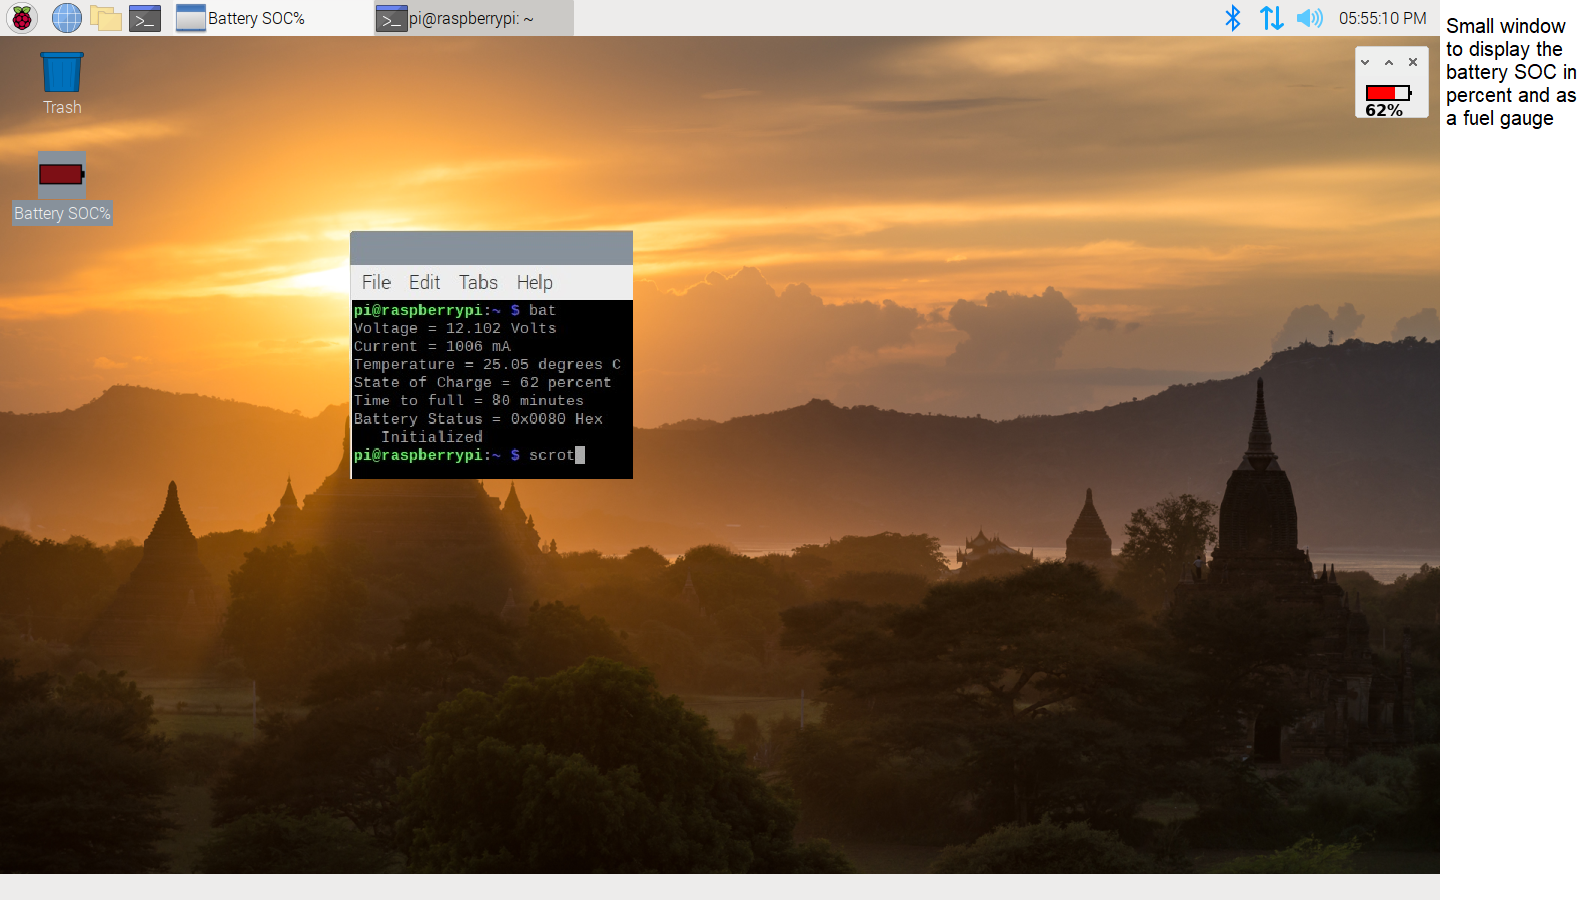 Battery SOC%
pi@raspberrypi: ~
05:55:10 PM
Small window
to display the
battery SOC in
percent and as
a fuel gauge
Trash
62%
Battery SOC%
File Edit Tabs Help
pi@raspberrypi:~ $ bat
Voltage = 12.102 Volts
Current = 1006 mA
Temperature = 25.05 degrees C
State of Charge = 62 percent
Time to full = 80 minutes
Battery Status = 0x0080 Hex
Initialized
pi@raspberrypi:~ $ scrot